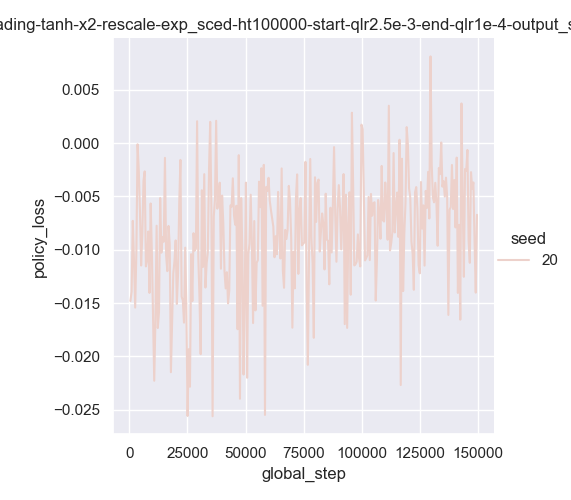 ading-tanh-x2-rescale-exp_sced-ht100000-start-qlr2.5e-3-end-qlr1e-4-output_s
0.005
0.000
−0.005
−0.010
−0.015
−0.020
−0.025
policy_loss
0 25000 50000 75000 100000 125000 150000
global_step
seed
20